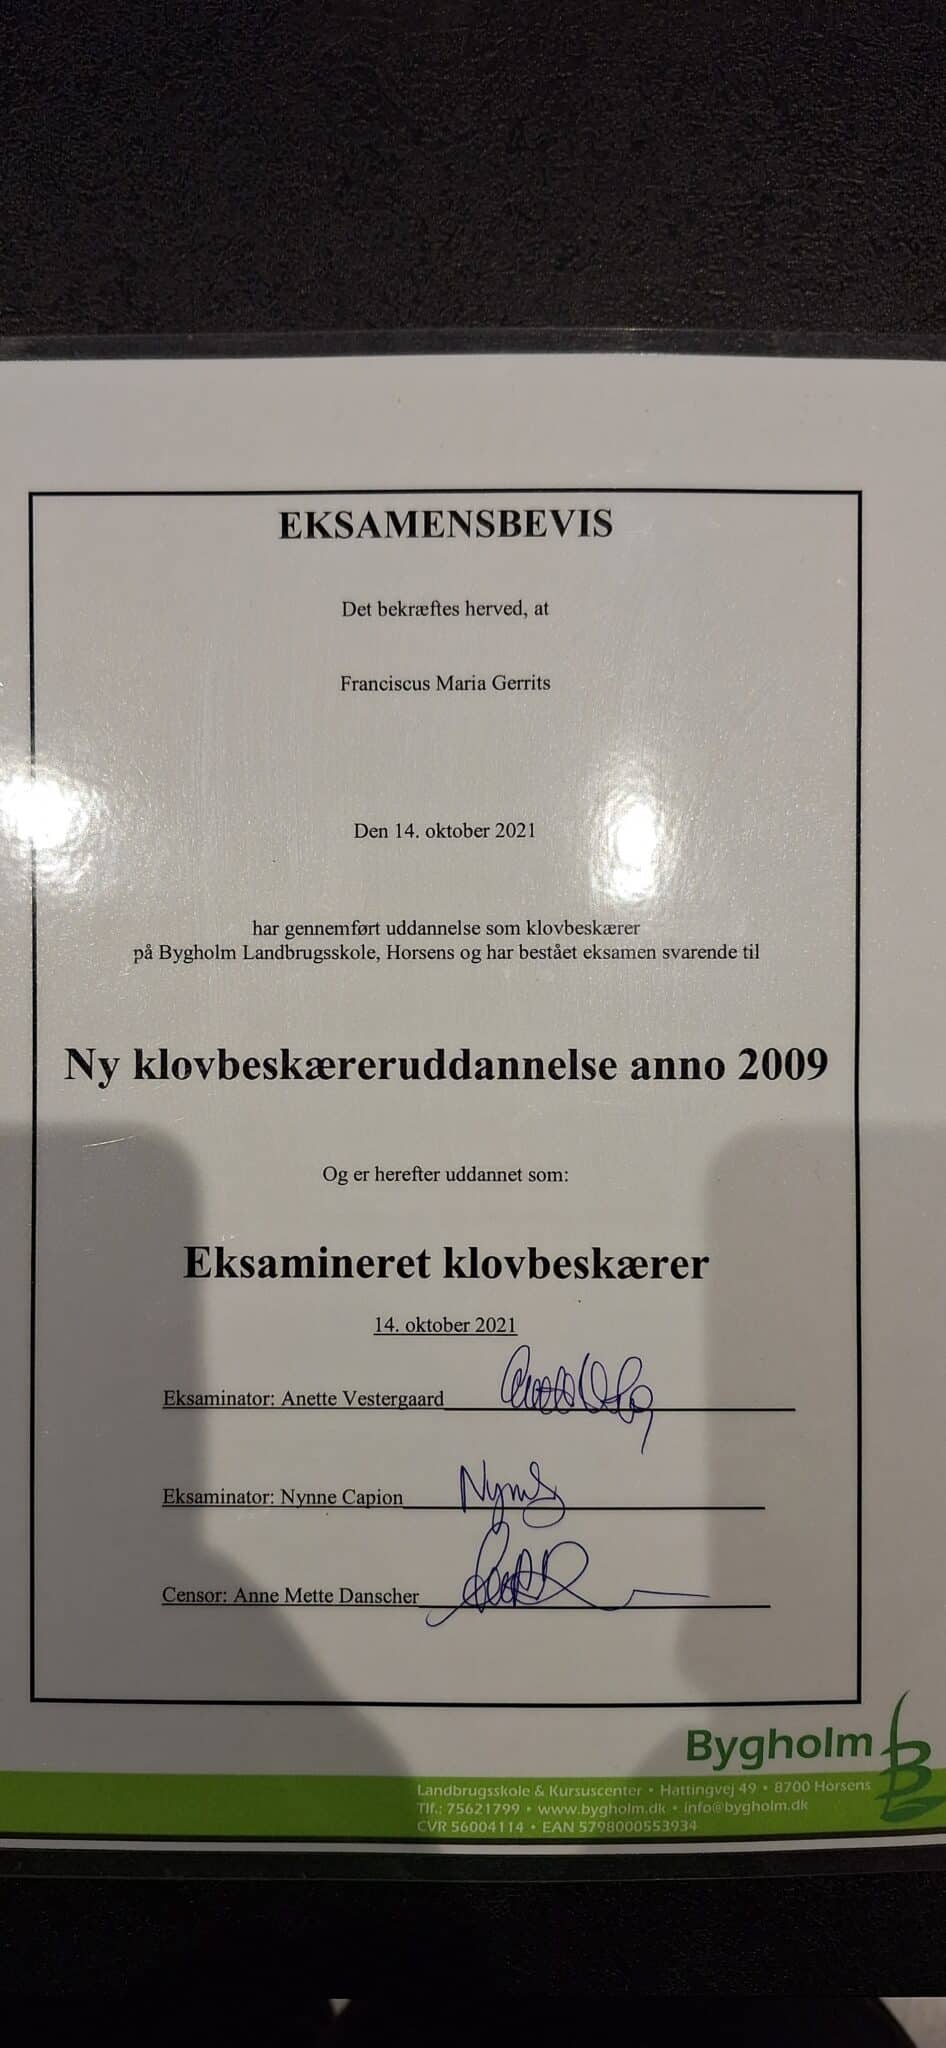 EKSAMENSBEVIS
Det bekræftes herved, at
Franciscus Maria Gerrits
Den 14. oktober 2021
har gennemført uddannelse som klovbeskærer
på Bygholm Landbrugsskole, Horsens og har bestået eksamen svarende til
Ny klovbeskæreruddannelse anno 2009
Og er herefter uddannet som:
Eksamineret klovbeskærer
14. oktober 2021
Eksaminator: Anette Vestergaard
Eksaminator: Nynne Capion
Censor: Anne Mette Danscher
Bygholm
Landbrugsskole & Kursuscenter • Hattingvej 49 • 8700 Horsens
Tlf.: 75621799 • www.bygholm.dk • info@bygholm.dk
CVR 56004114 • EAN 5798000553934